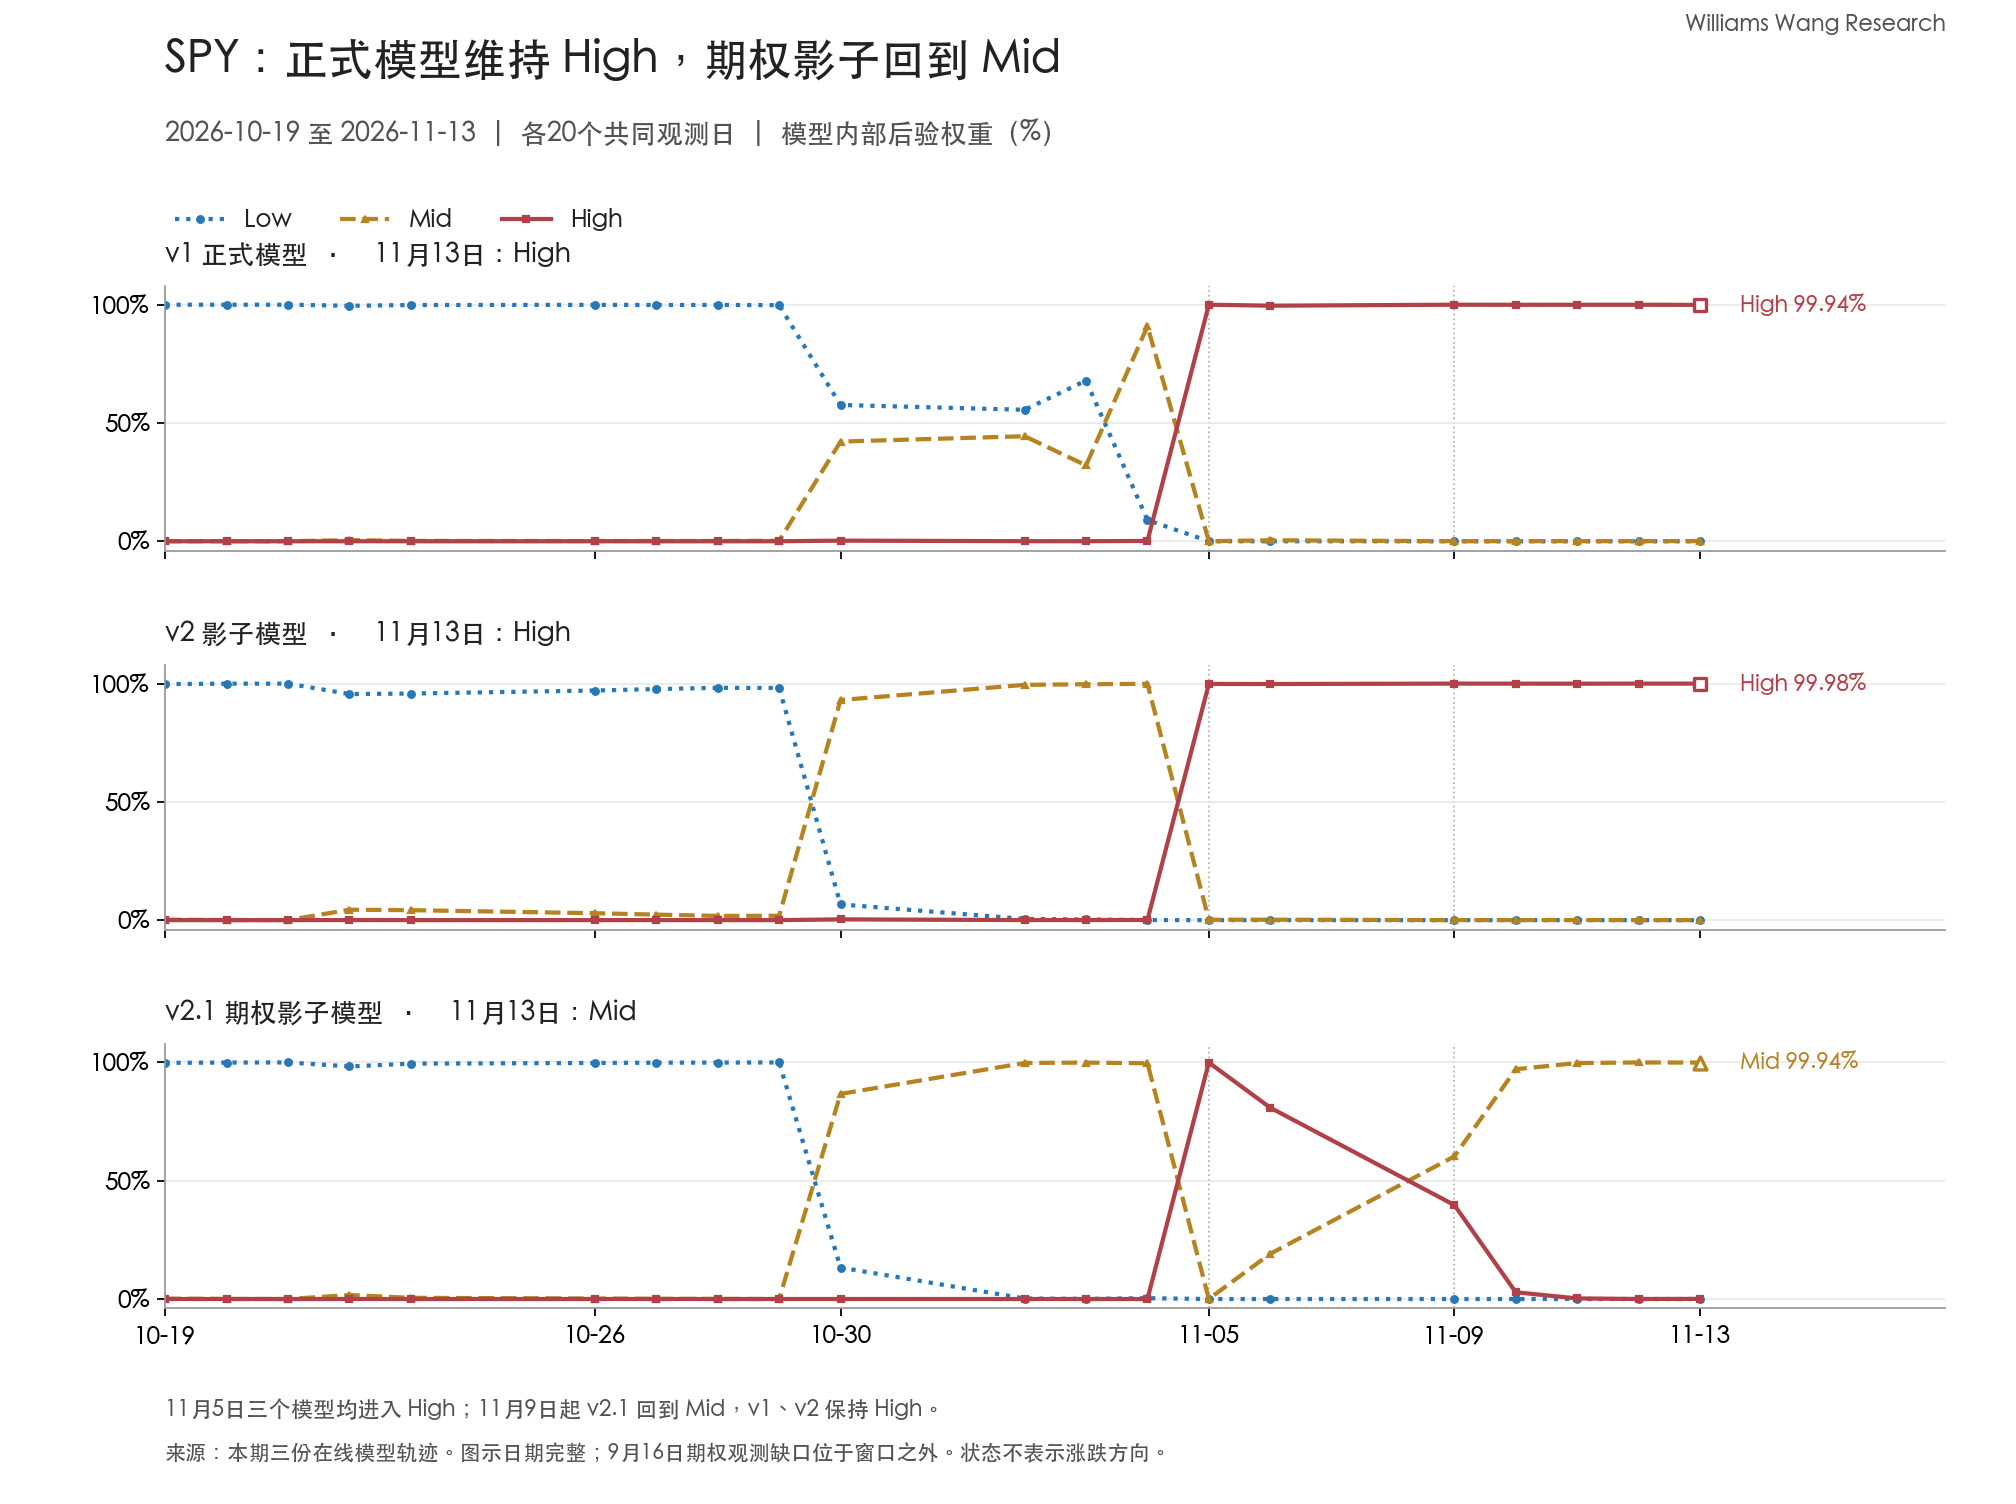 Williams Wang Research
SPY：正式模型维持 High，期权影子回到 Mid
2026-10-19 至 2026-11-13 | 各20个共同观测日 | 模型内部后验权重（%）
Low Mid High
v1 正式模型 · 11月13日：High
100%
High 99.94%
50%
0%
v2 影子模型 · 11月13日：High
100%
High 99.98%
50%
0%
v2.1 期权影子模型 · 11月13日：Mid
100%
Mid 99.94%
50%
0%
10-19 10-26 10-30 11-05 11-09 11-13
11月5日三个模型均进入 High；11月9日起 v2.1 回到 Mid，v1、v2 保持 High。
来源：本期三份在线模型轨迹。图示日期完整；9月16日期权观测缺口位于窗口之外。状态不表示涨跌方向。